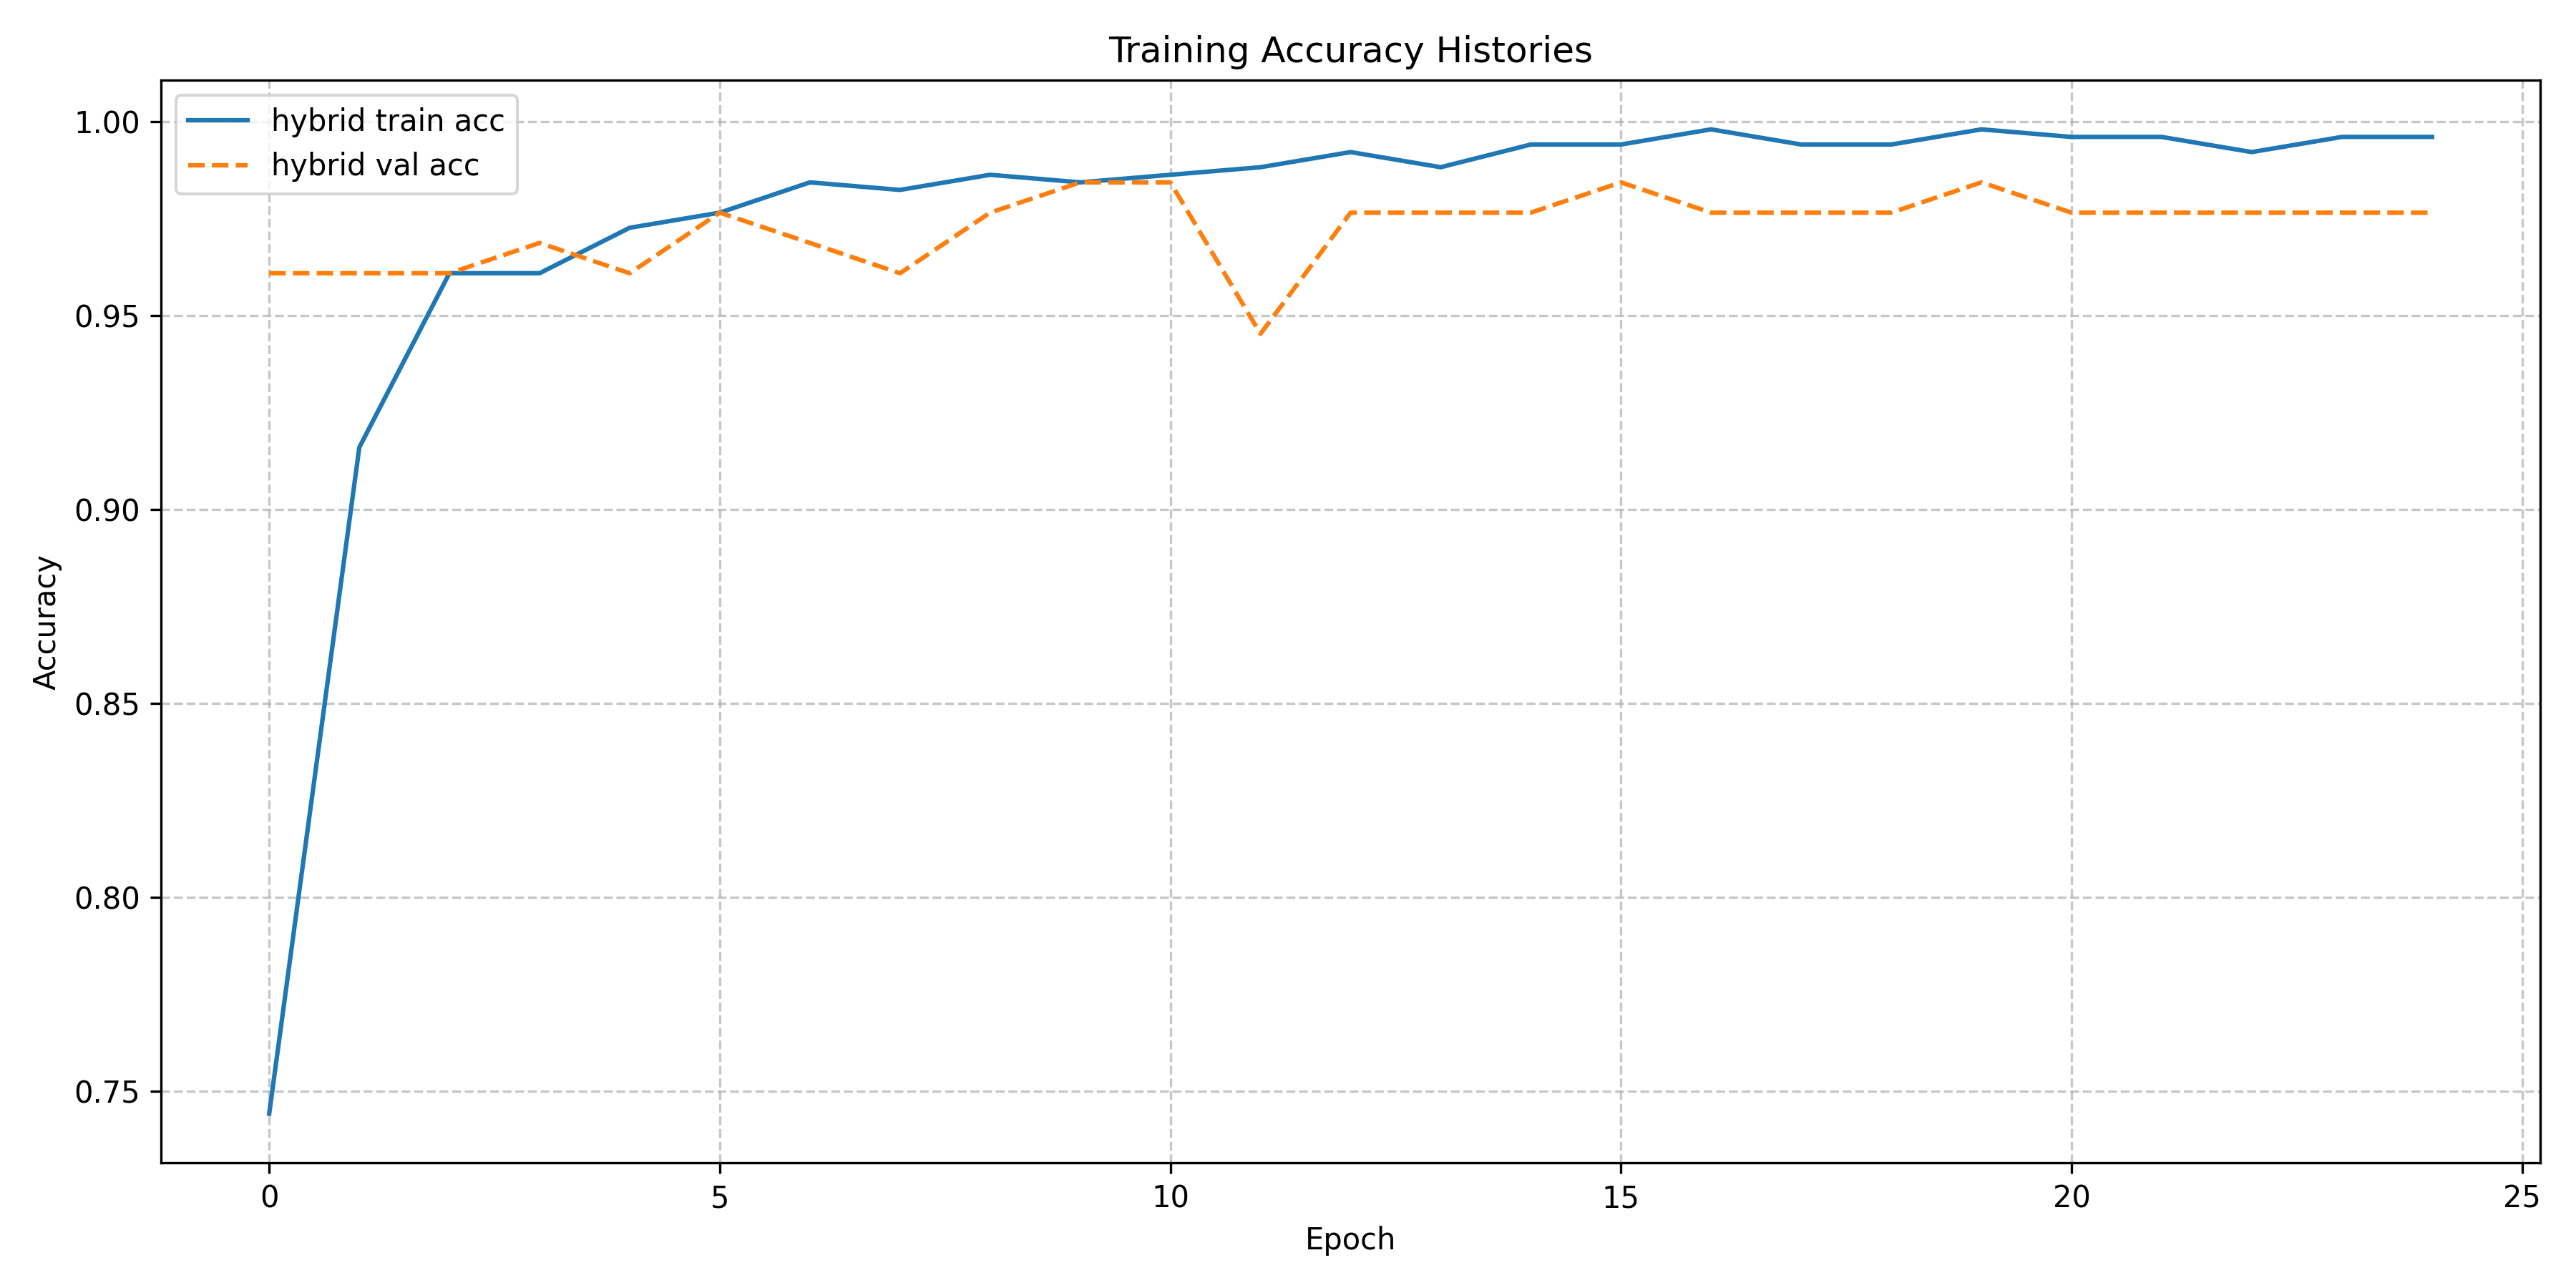 Training Accuracy Histories
hybrid train acc
hybrid val acc
1.00
0.95
0.90
0.85
0.80
0.75
Accuracy
0 5 10 15 20 25
Epoch